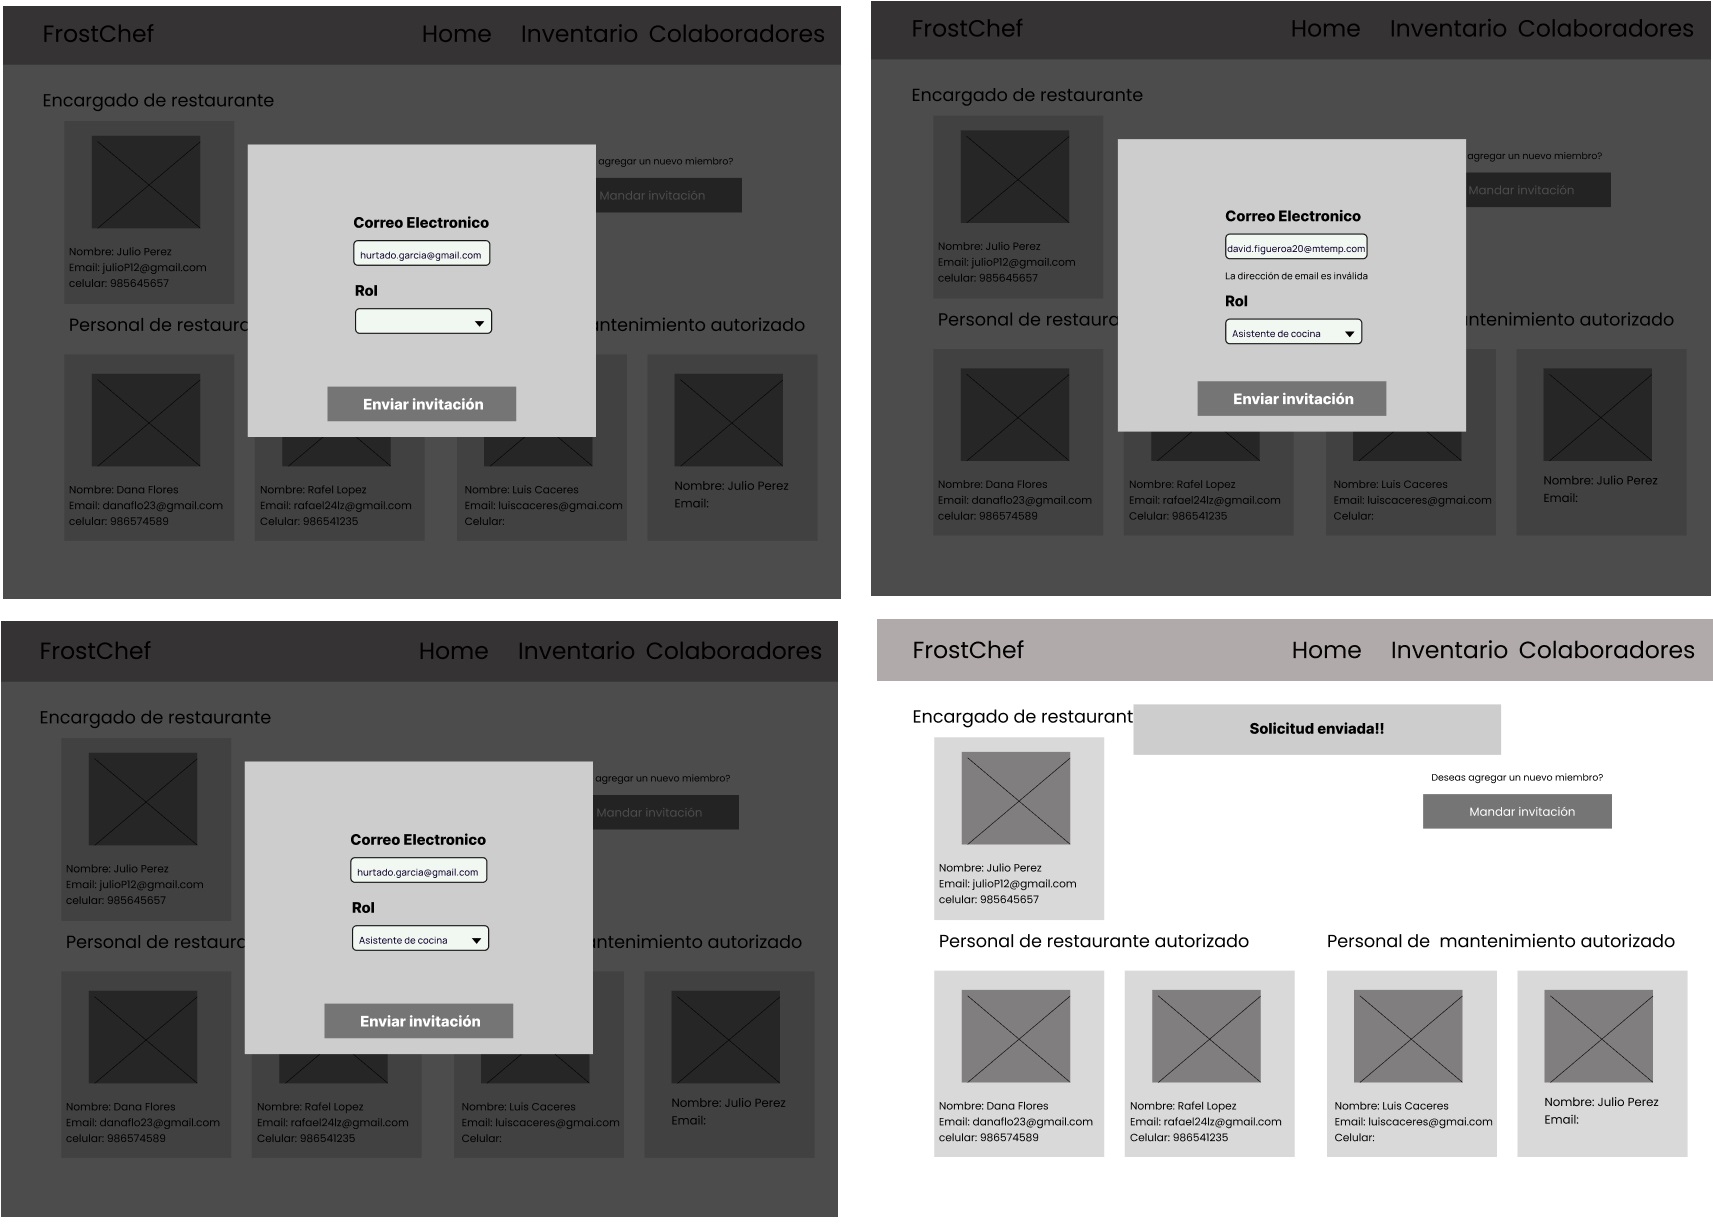 FrostChef
Home Inventario Colaboradores
Encargado de restaurante
agregar un nuevo miembro?
Mandar invitación
Correo Electronico
hurtado.garcia@gmail.com
Rol
Enviar invitación
Nombre: Julio Perez
Email: julioP12@gmail.com
celular: 985645657
Personal de restaura
ntenimiento autorizado
Nombre: Dana Flores
Email: danaflo23@gmail.com
celular: 986574589
Nombre: Rafel Lopez
Email: rafael24lz@gmail.com
Celular: 986541235
Nombre: Luis Caceres
Email: luiscaceres@gmai.com
Celular:
Nombre: Julio Perez
Email:
FrostChef
Home Inventario Colaboradores
Encargado de restaurante
agregar un nuevo miembro?
Mandar invitación
Correo Electronico
david.figueroa20@mtemp.com
La dirección de email es inválida
Rol
Asistente de cocina
Enviar invitación
Nombre: Julio Perez
Email: julioP12@gmail.com
celular: 985645657
Personal de restaura
ntenimiento autorizado
Nombre: Dana Flores
Email: danaflo23@gmail.com
celular: 986574589
Nombre: Rafel Lopez
Email: rafael24lz@gmail.com
Celular: 986541235
Nombre: Luis Caceres
Email: luiscaceres@gmai.com
Celular:
Nombre: Julio Perez
Email:
FrostChef
Home Inventario Colaboradores
Encargado de restaurante
agregar un nuevo miembro?
Mandar invitación
Correo Electronico
hurtado.garcia@gmail.com
Rol
Asistente de cocina
Enviar invitación
Nombre: Julio Perez
Email: julioP12@gmail.com
celular: 985645657
Personal de restaura
ntenimiento autorizado
Nombre: Dana Flores
Email: danaflo23@gmail.com
celular: 986574589
Nombre: Rafel Lopez
Email: rafael24lz@gmail.com
Celular: 986541235
Nombre: Luis Caceres
Email: luiscaceres@gmai.com
Celular:
Nombre: Julio Perez
Email:
FrostChef
Home Inventario Colaboradores
Encargado de restaurant
Solicitud enviada!!
Deseas agregar un nuevo miembro?
Mandar invitación
Nombre: Julio Perez
Email: julioP12@gmail.com
celular: 985645657
Personal de restaurante autorizado
Personal de mantenimiento autorizado
Nombre: Dana Flores
Email: danaflo23@gmail.com
celular: 986574589
Nombre: Rafel Lopez
Email: rafael24lz@gmail.com
Celular: 986541235
Nombre: Luis Caceres
Email: luiscaceres@gmai.com
Celular:
Nombre: Julio Perez
Email: